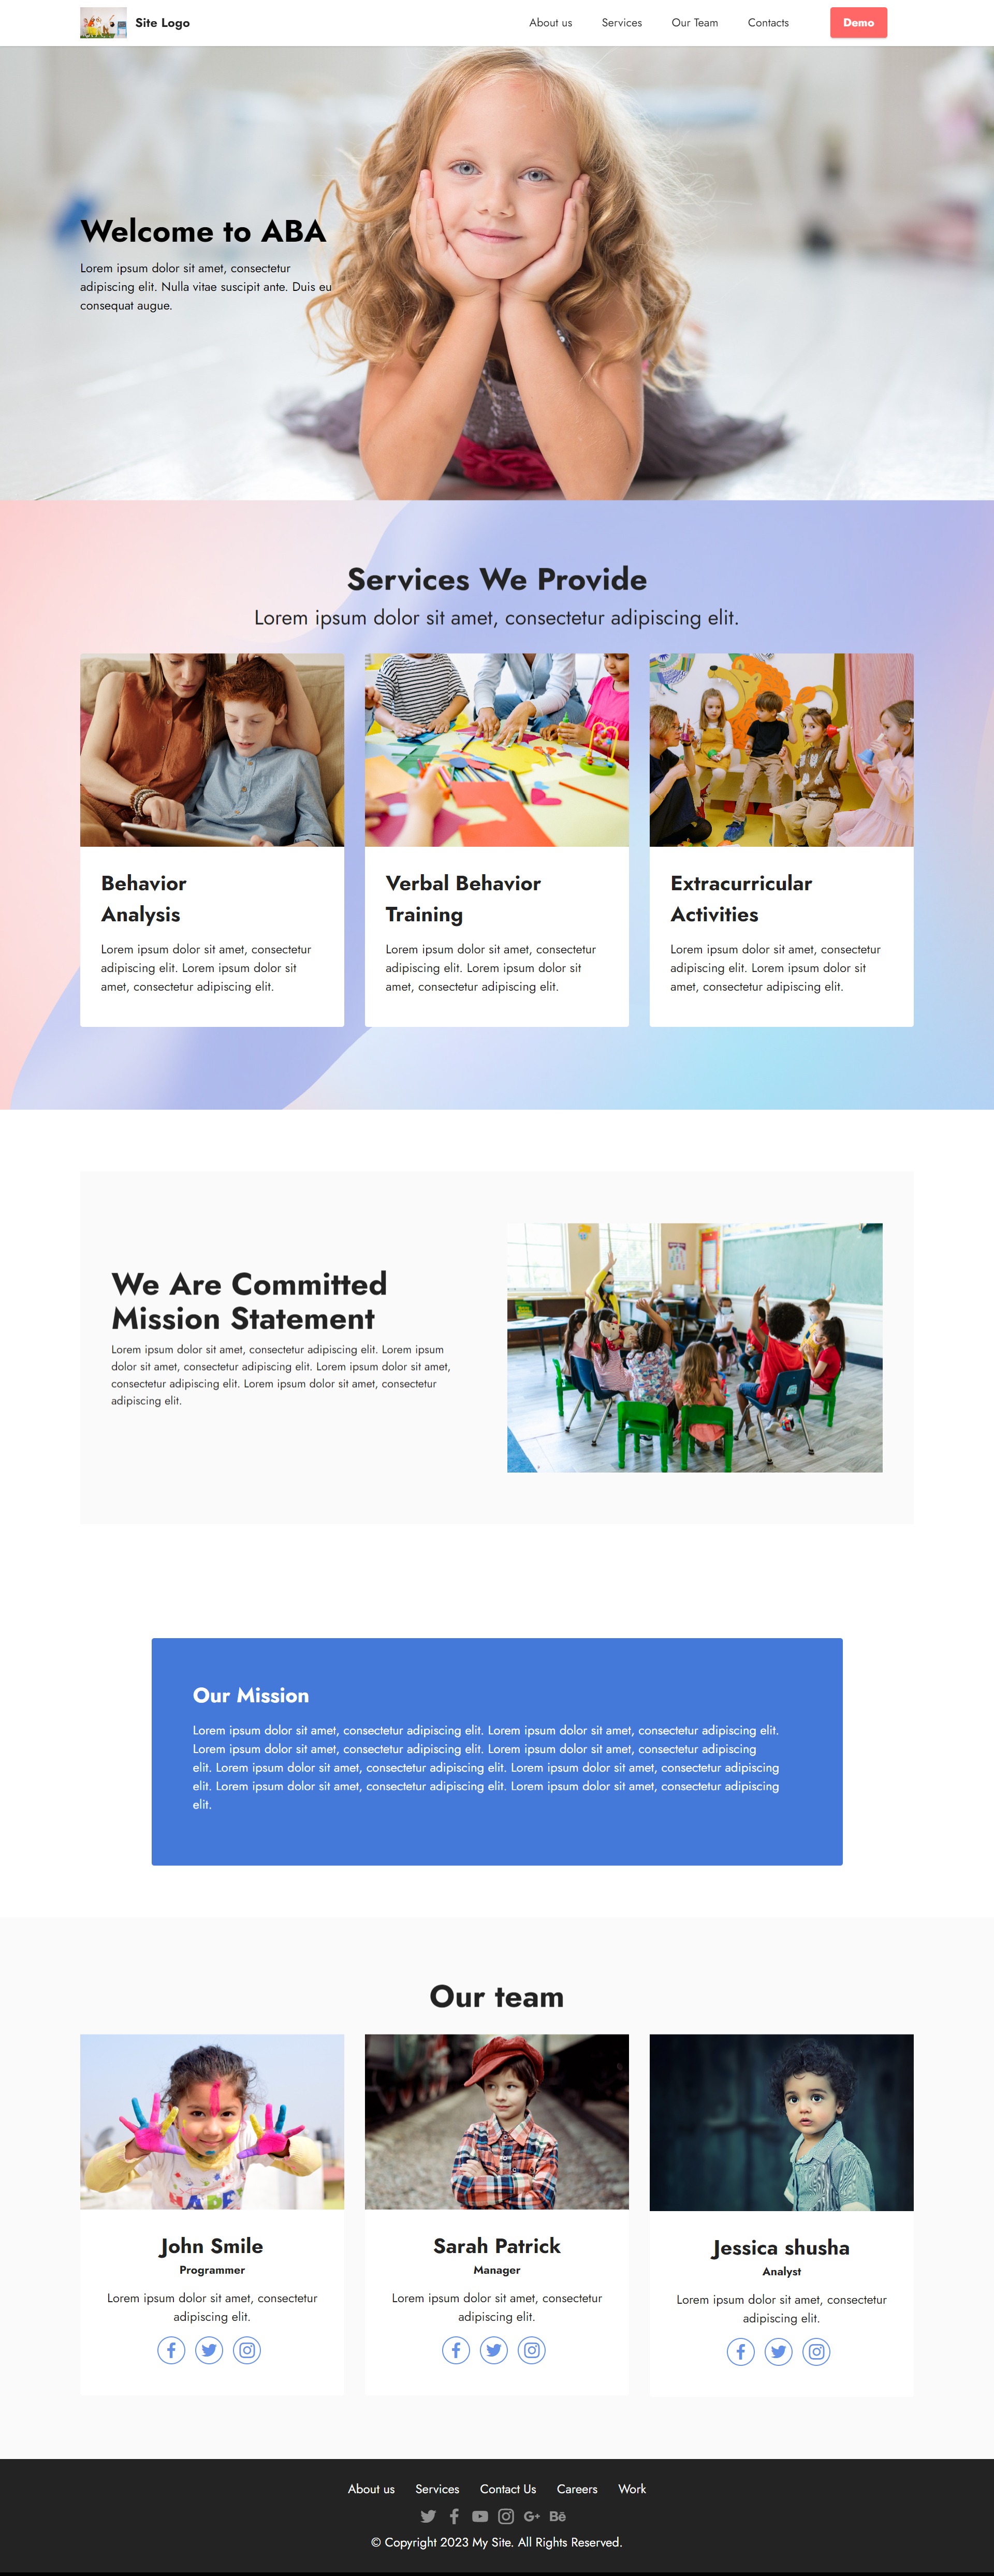 Site Logo
About us Services Our Team Contacts Demo
Welcome to ABA
Lorem ipsum dolor sit amet, consectetur
adipiscing elit. Nulla vitae suscipit ante. Duis eu
consequat augue.
Services We Provide
Lorem ipsum dolor sit amet, consectetur adipiscing elit.
Behavior
Analysis
Lorem ipsum dolor sit amet, consectetur
adipiscing elit. Lorem ipsum dolor sit
amet, consectetur adipiscing elit.
Verbal Behavior
Training
Lorem ipsum dolor sit amet, consectetur
adipiscing elit. Lorem ipsum dolor sit
amet, consectetur adipiscing elit.
Extracurricular
Activities
Lorem ipsum dolor sit amet, consectetur
adipiscing elit. Lorem ipsum dolor sit
amet, consectetur adipiscing elit.
We Are Committed
Mission Statement
Lorem ipsum dolor sit amet, consectetur adipiscing elit. Lorem ipsum
dolor sit amet, consectetur adipiscing elit. Lorem ipsum dolor sit amet,
consectetur adipiscing elit. Lorem ipsum dolor sit amet, consectetur
adipiscing elit.
Our Mission
Lorem ipsum dolor sit amet, consectetur adipiscing elit. Lorem ipsum dolor sit amet, consectetur adipiscing elit.
Lorem ipsum dolor sit amet, consectetur adipiscing elit. Lorem ipsum dolor sit amet, consectetur adipiscing
elit. Lorem ipsum dolor sit amet, consectetur adipiscing elit. Lorem ipsum dolor sit amet, consectetur adipiscing
elit. Lorem ipsum dolor sit amet, consectetur adipiscing elit. Lorem ipsum dolor sit amet, consectetur adipiscing
elit.
Our team
John Smile
Programmer
Lorem ipsum dolor sit amet, consectetur
adipiscing elit.
Sarah Patrick
Manager
Lorem ipsum dolor sit amet, consectetur
adipiscing elit.
Jessica shusha
Analyst
Lorem ipsum dolor sit amet, consectetur
adipiscing elit.
About us Services Contact Us Careers Work
© Copyright 2023 My Site. All Rights Reserved.